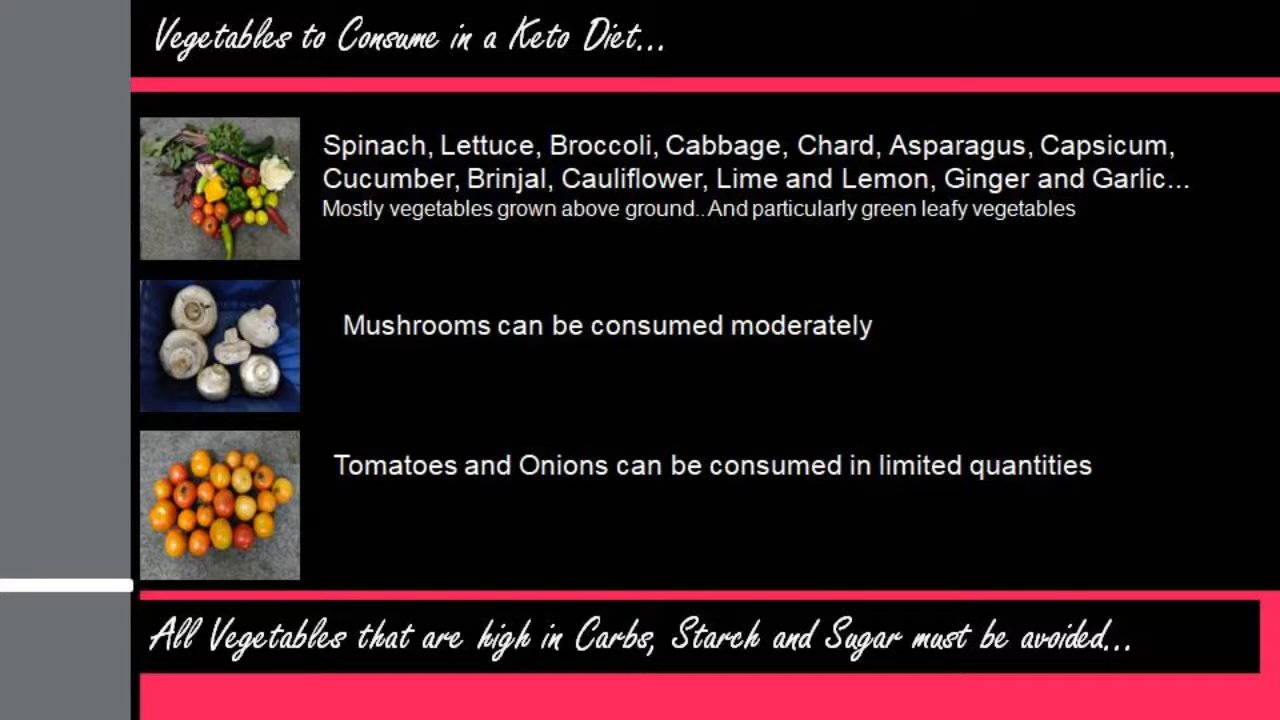 Vegetables to Consume in a Keto Diet...
Spinach, Lettuce, Broccoli, Cabbage, Chard, Asparagus, Capsicum,
Cucumber, Brinjal, Cauliflower, Lime and Lemon, Ginger and Garlic...
Mostly vegetables grown above ground.. And particularly green leafy vegetables
Mushrooms can be consumed moderately
Tomatoes and Onions can be consumed in limited quantities
All Vegetables that are high in Carbs, Starch and Sugar must be avoided...